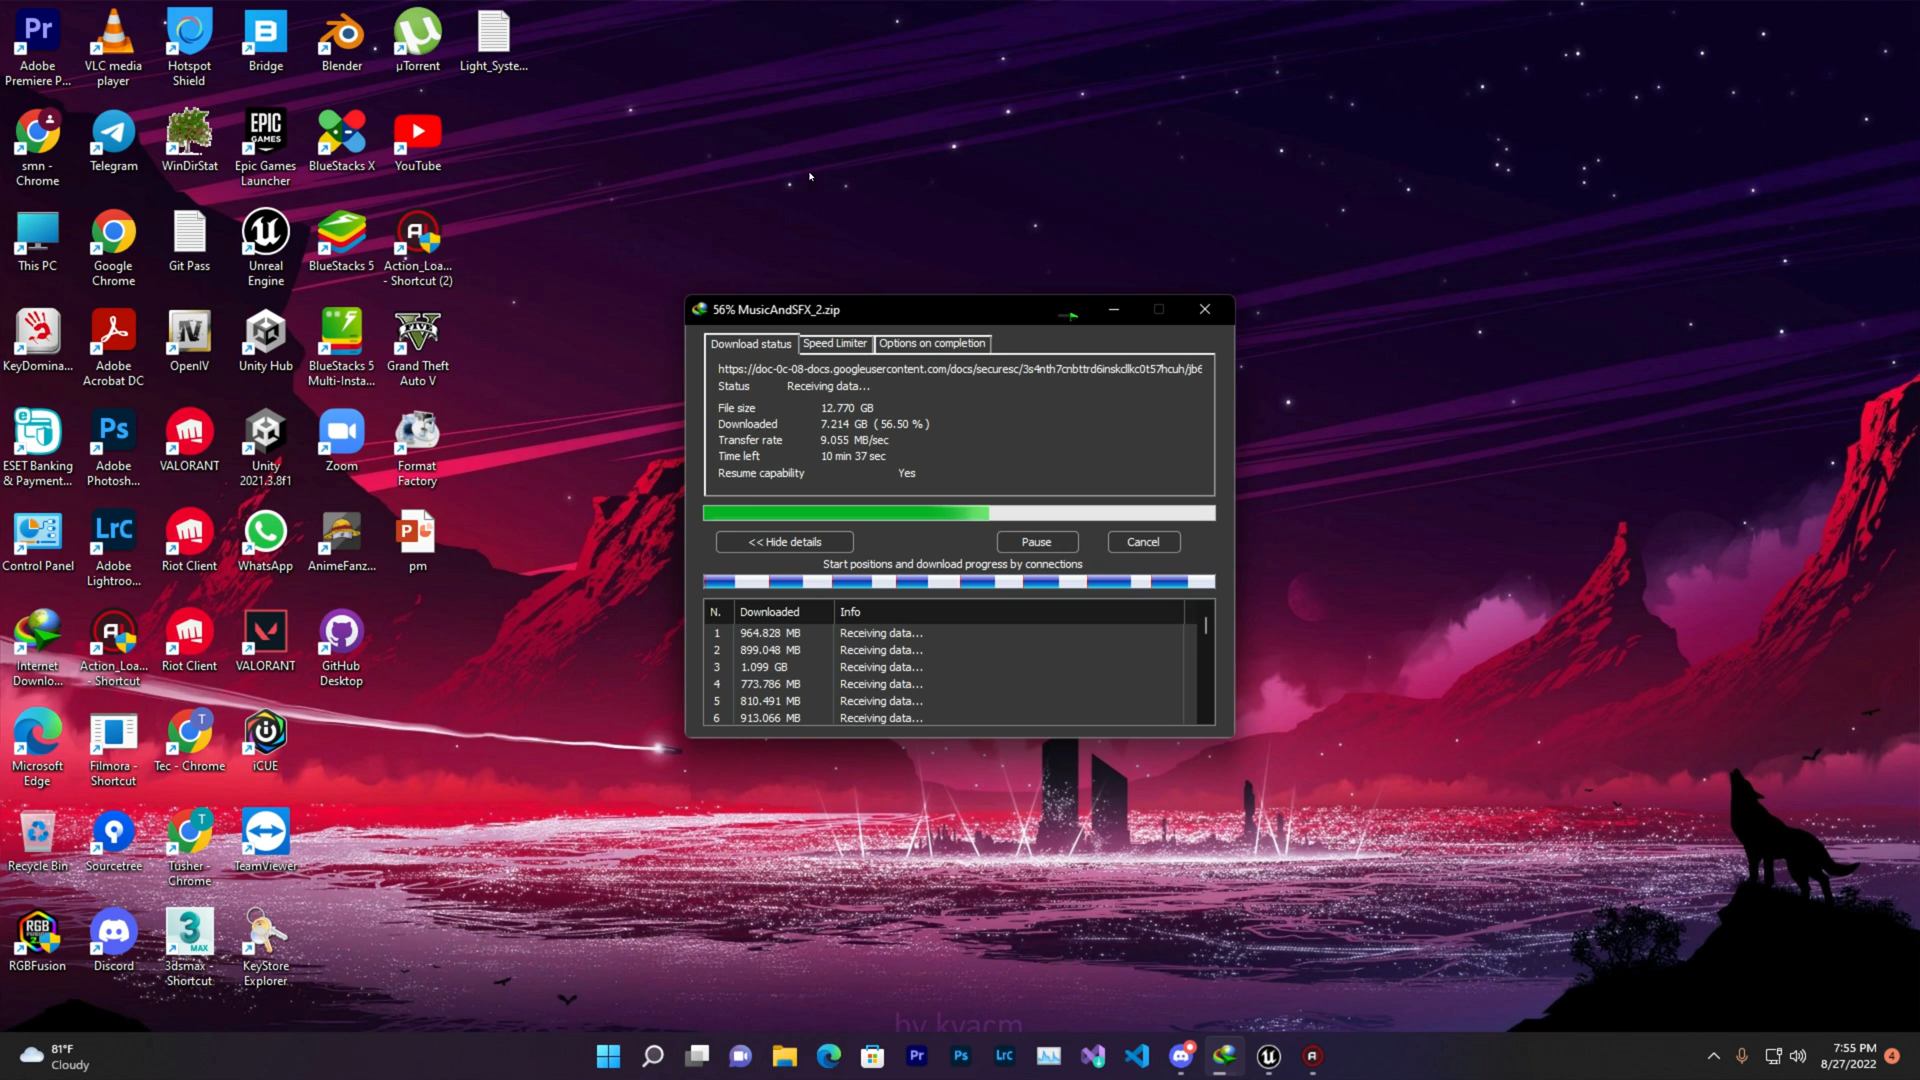 Adobe
Premiere P...
VLC media
player
Hotspot
Shield
Bridge
Blender
µTorrent
Light_Syste...
smn -
Chrome
Telegram
WinDirStat
EPIC
GAMES
Epic Games
Launcher
BlueStacks X
YouTube
This PC
Google
Chrome
Git Pass
Unreal
Engine
BlueStacks 5
Action_Loa...
- Shortcut (2)
KeyDomina...
Adobe
Acrobat DC
OpenIV
Unity Hub
BlueStacks 5
Multi-Insta...
Grand Theft
Auto V
ESET Banking
& Payment...
Adobe
Photosh...
VALORANT
Unity
2021.3.8f1
Zoom
Format
Factory
Control Panel
Adobe
Lightroo...
Riot Client
WhatsApp
AnimeFanz...
pm
Internet
Downlo...
Action_Loa...
- Shortcut
Riot Client
VALORANT
GitHub
Desktop
Microsoft
Edge
Filmora -
Shortcut
Tec - Chrome
iCUE
Recycle Bin
Sourcetree
Tusher -
Chrome
TeamViewer
RGBFusion
Discord
3dsmax -
Shortcut
KeyStore
Explorer
56% MusicAndSFX_2.zip
Download status
Speed Limiter
Options on completion
https://doc-0c-08-docs.googleusercontent.com/docs/securesc/3s4nth7cnbttrd6inskdlkc0t57hcuh/jb6
Status Receiving data...
File size 12.770 GB
Downloaded 7.214 GB ( 56.50 % )
Transfer rate 9.055 MB/sec
Time left 10 min 37 sec
Resume capability Yes
<< Hide details
Pause
Cancel
Start positions and download progress by connections
N. Downloaded Info
1 964.828 MB Receiving data...
2 899.048 MB Receiving data...
3 1.099 GB Receiving data...
4 773.786 MB Receiving data...
5 810.491 MB Receiving data...
6 913.066 MB Receiving data...
by kvacm
81°F
Cloudy
Pr
Ps
Lrc
7:55 PM
8/27/2022
4